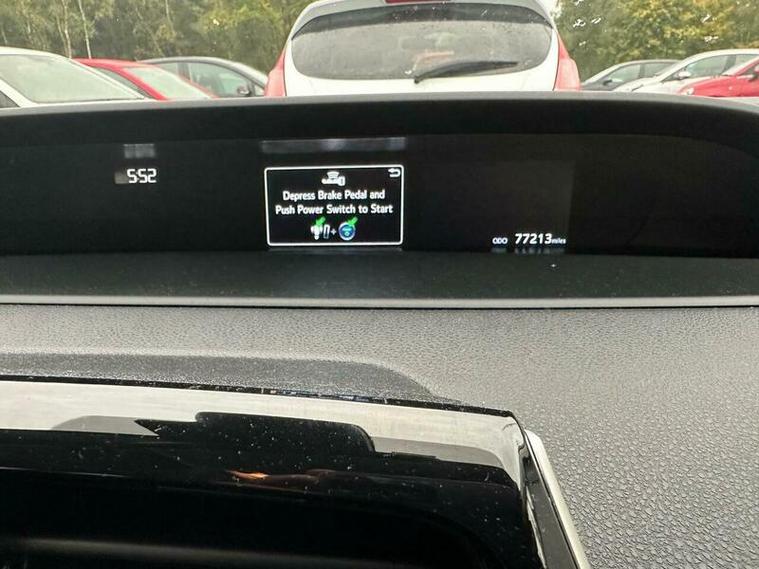 5:52
Depress Brake Pedal and
Push Power Switch to Start
ODO 77213 miles